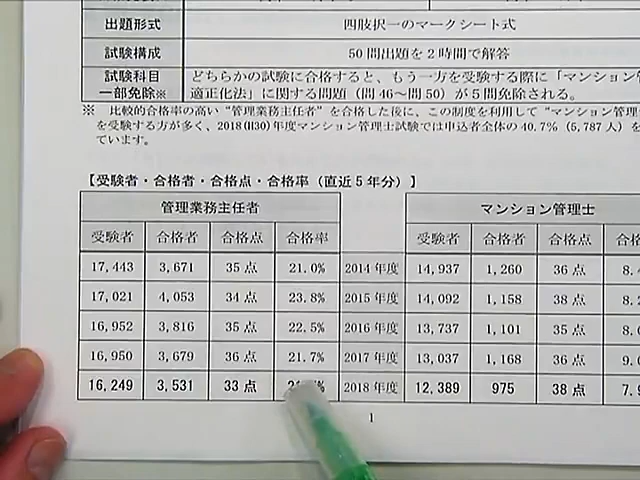 出題形式 四肢択一のマークシート式
試験構成 50問出題を2時間で解答
試験科目 どちらかの試験に合格すると、もう一方を受験する際に「マンション管
一部免除※ 適正化法」に関する問題（問46～問50）が5問免除される。
※ 比較的合格率の高い“管理業務主任者”を合格した後に、この制度を利用して“マンション管
を受験する方が多く、2018(H30)年度マンション管理士試験では申込者全体の40.7%（5,787人）を
ています。
【受験者・合格者・合格点・合格率（直近5年分）】
管理業務主任者 マンション管理士
受験者 合格者 合格点 合格率 受験者 合格者 合格点 合格
17,443 3,671 35点 21.0% 2014年度 14,937 1,260 36点 8.
17,021 4,053 34点 23.8% 2015年度 14,092 1,158 38点 8.
16,952 3,816 35点 22.5% 2016年度 13,737 1,101 35点 8.
16,950 3,679 36点 21.7% 2017年度 13,037 1,168 36点 9.
16,249 3,531 33点 2018年度 12,389 975 38点 7.9
1